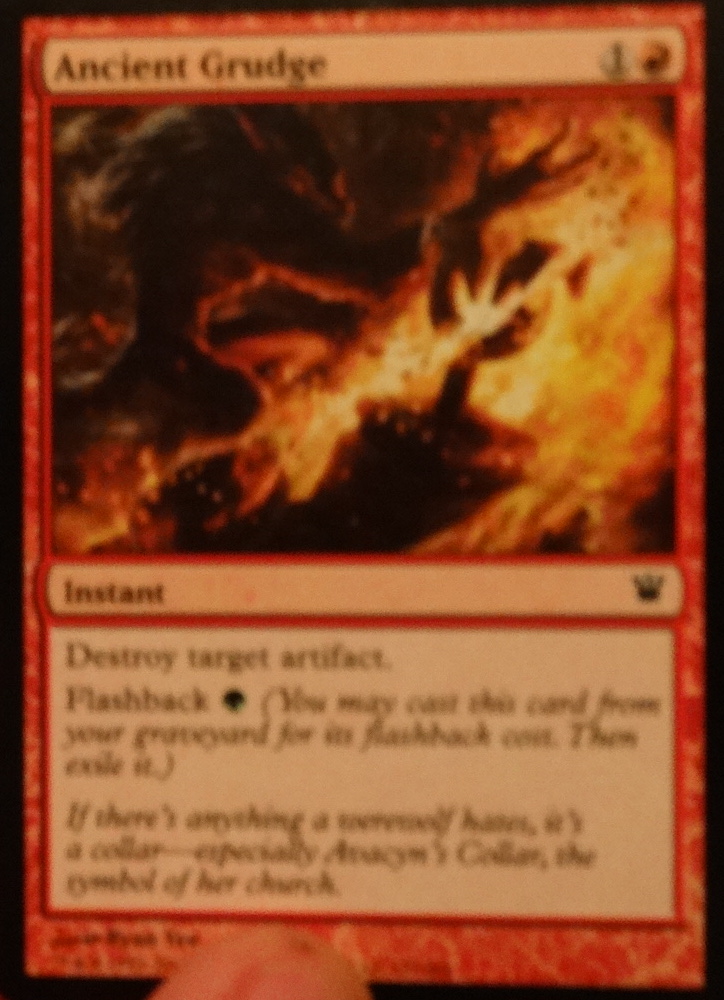 Ancient Grudge 1
Instant
Destroy target artifact.
Flashback (You may cast this card from
your graveyard for its flashback cost. Then
exile it.)
If there's anything a werewolf hates, it's
a collar—especially Avacyn's Collar, the
symbol of her church.